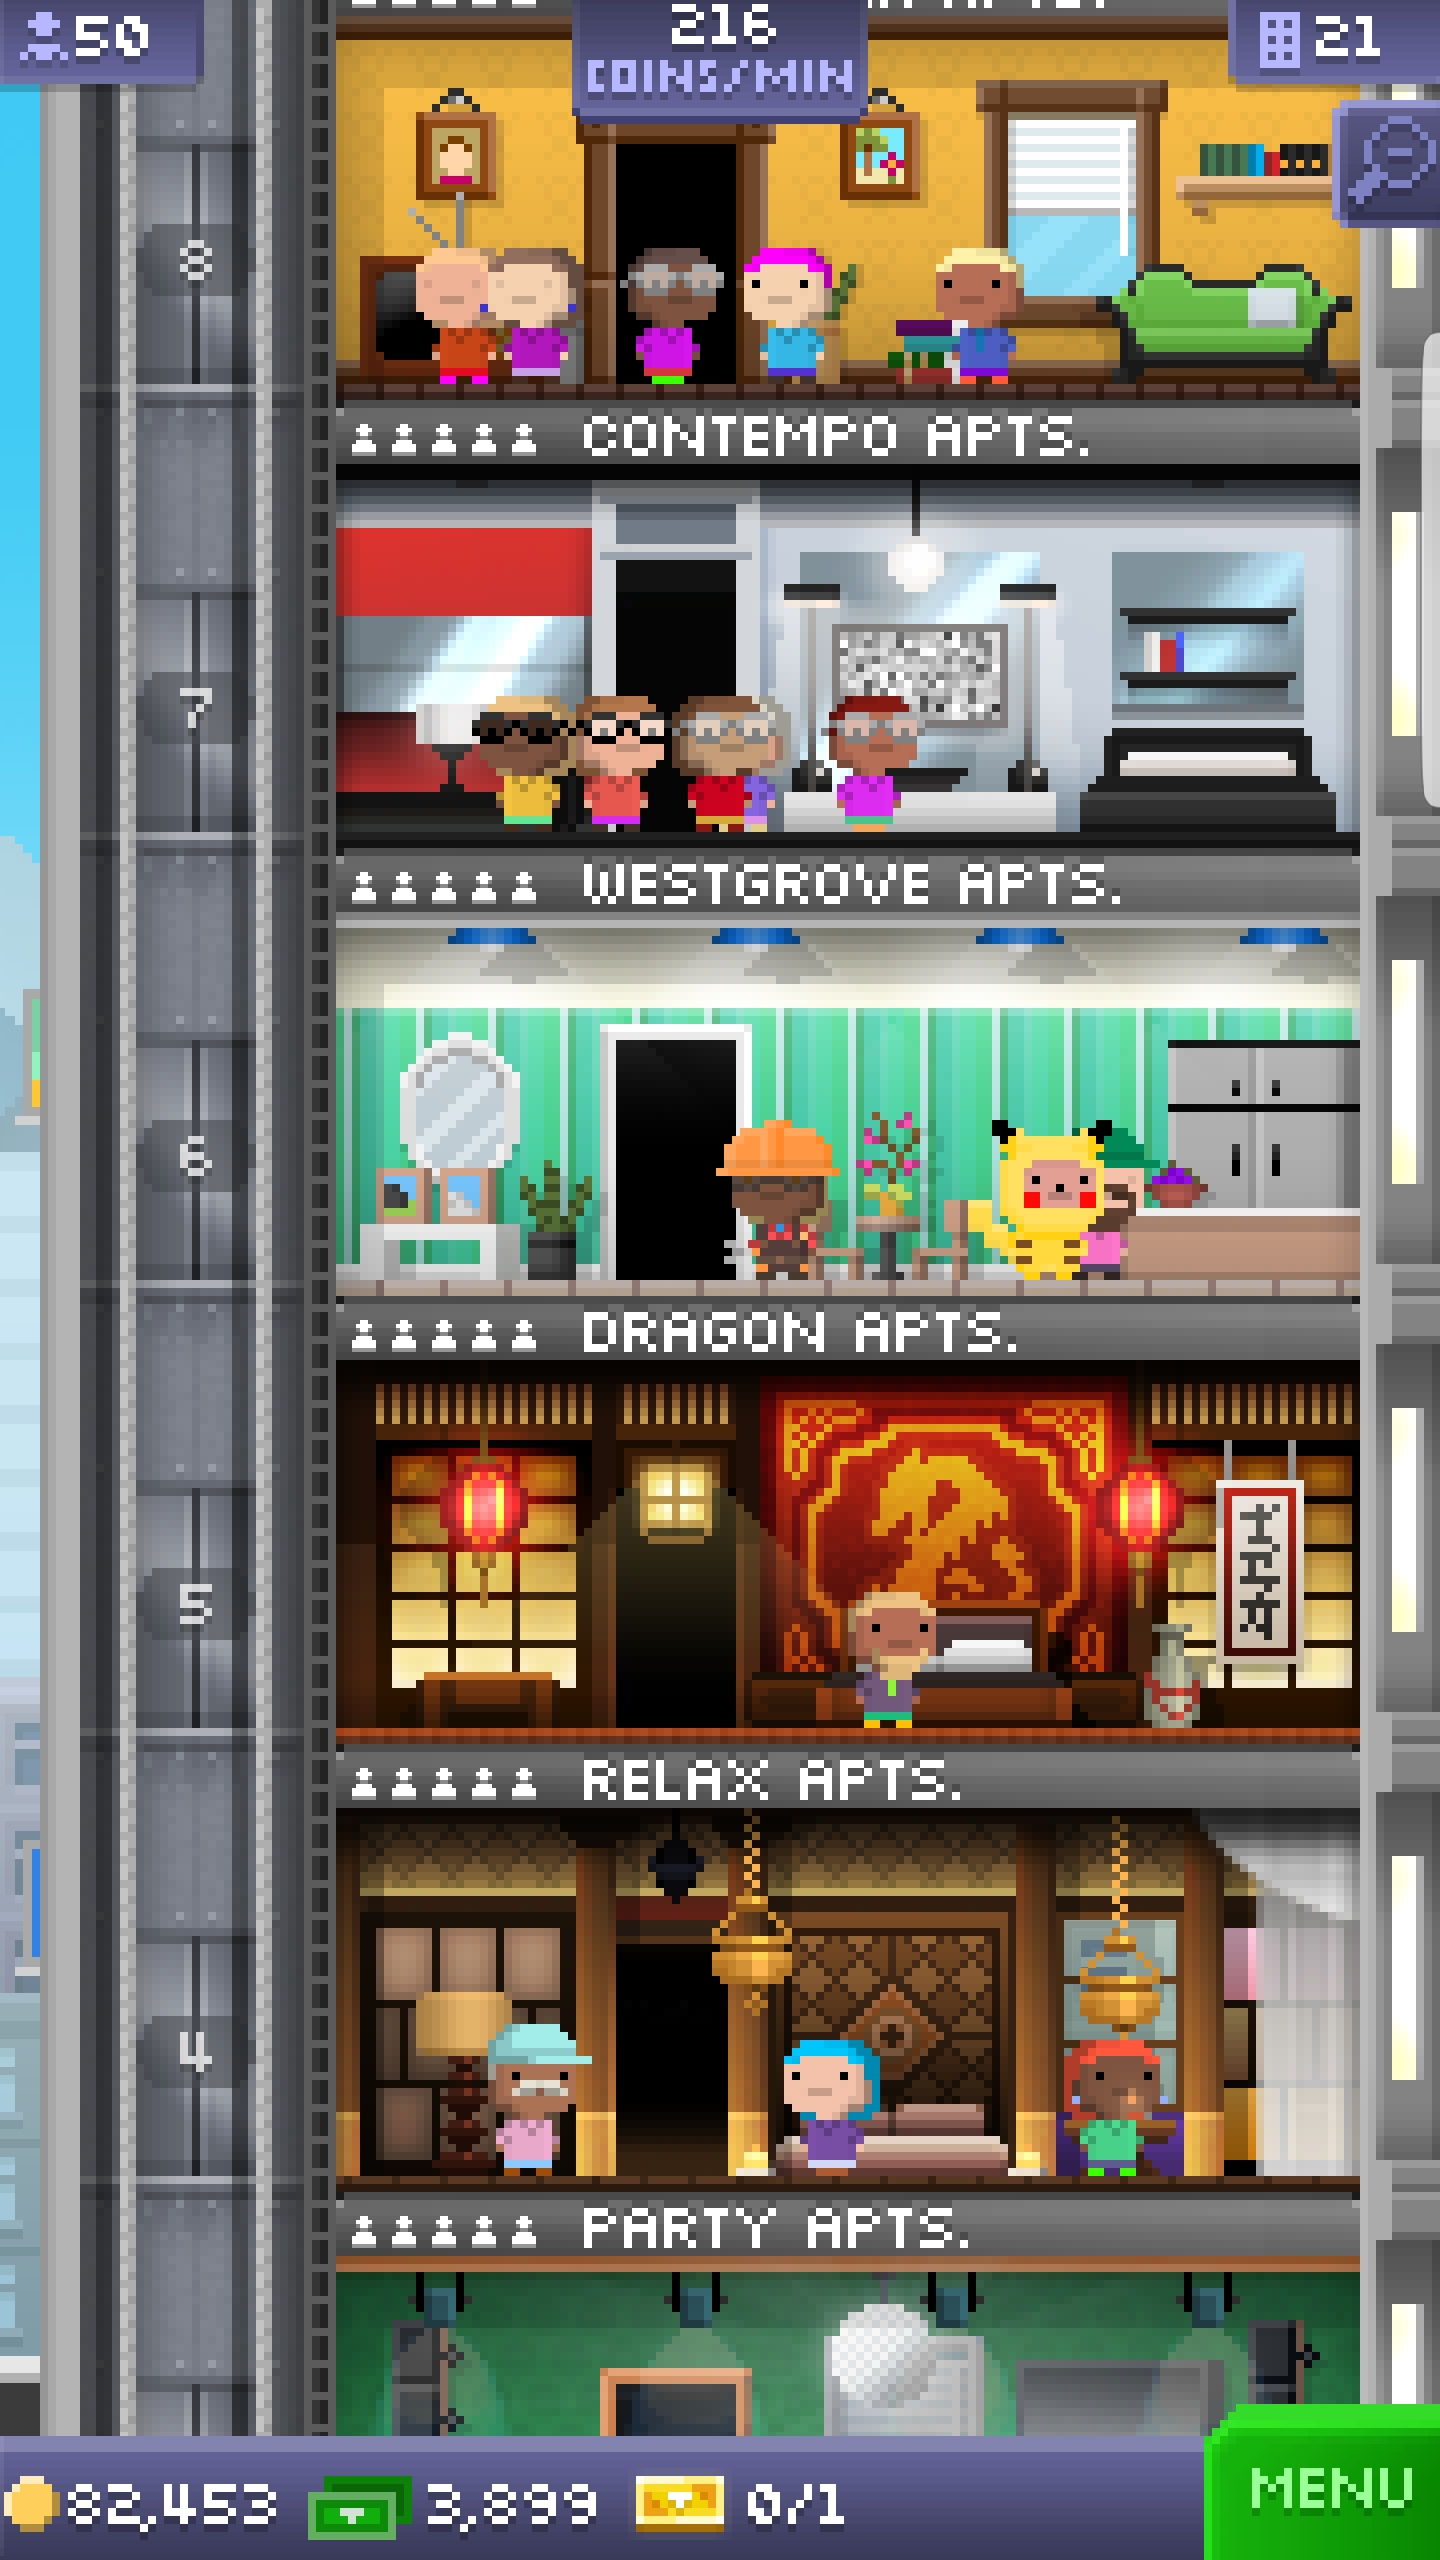 50
216
COINS/MIN
21
8
CONTEMPO APTS.
7
WESTGROVE APTS.
6
DRAGON APTS.
5
RELAX APTS.
4
PARTY APTS.
82,453
3,899
0/1
MENU